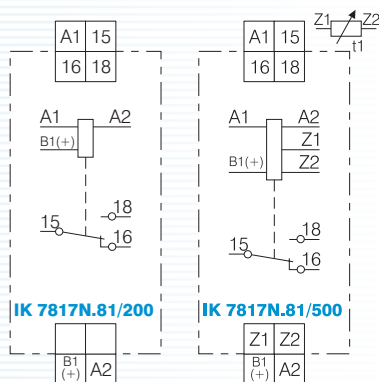 A1 15 A1 15 Z1 Z2
t1
16 18 16 18
A1 A2 A1 A2
Z1
B1(+) B1(+) Z2
18 18
15 16 15 16
IK 7817N.81/200 IK 7817N.81/500
Z1 Z2
B1 (+) A2 B1 (+) A2